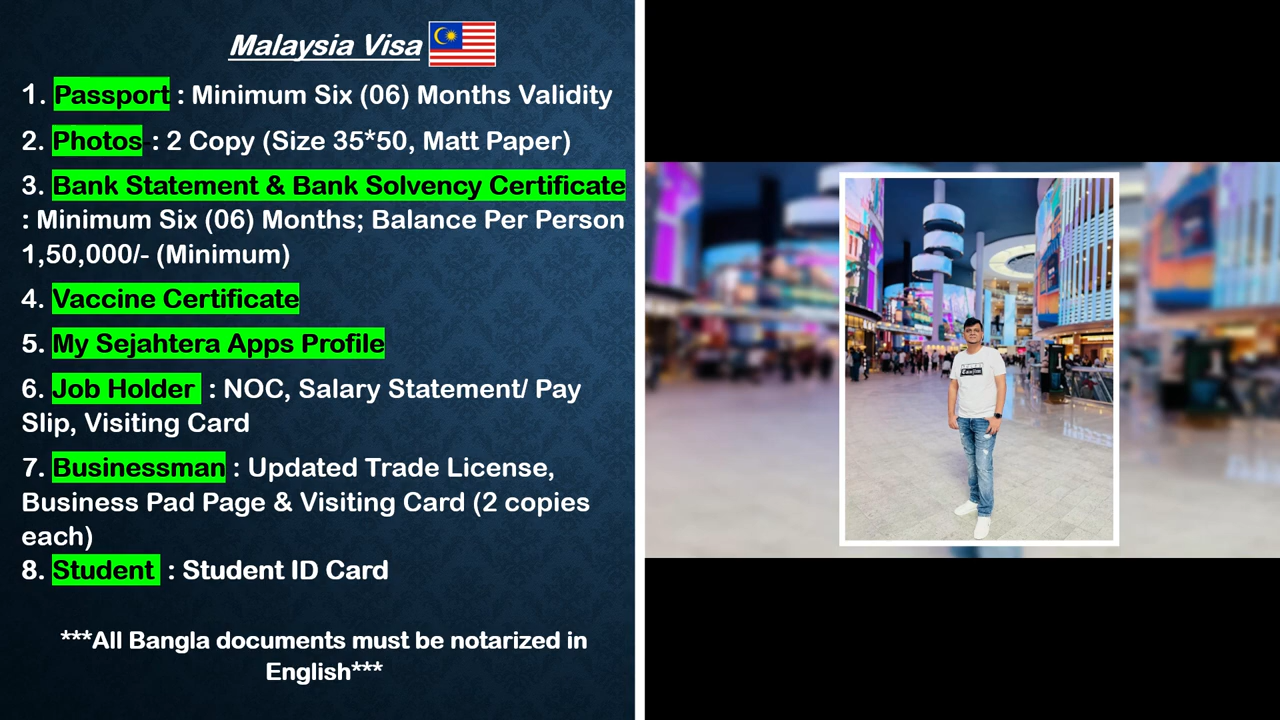 Malaysia Visa
1. Passport : Minimum Six (06) Months Validity
2. Photos : 2 Copy (Size 35*50, Matt Paper)
3. Bank Statement & Bank Solvency Certificate
: Minimum Six (06) Months; Balance Per Person
1,50,000/- (Minimum)
4. Vaccine Certificate
5. My Sejahtera Apps Profile
6. Job Holder : NOC, Salary Statement/ Pay
Slip, Visiting Card
7. Businessman : Updated Trade License,
Business Pad Page & Visiting Card (2 copies
each)
8. Student : Student ID Card
***All Bangla documents must be notarized in
English***